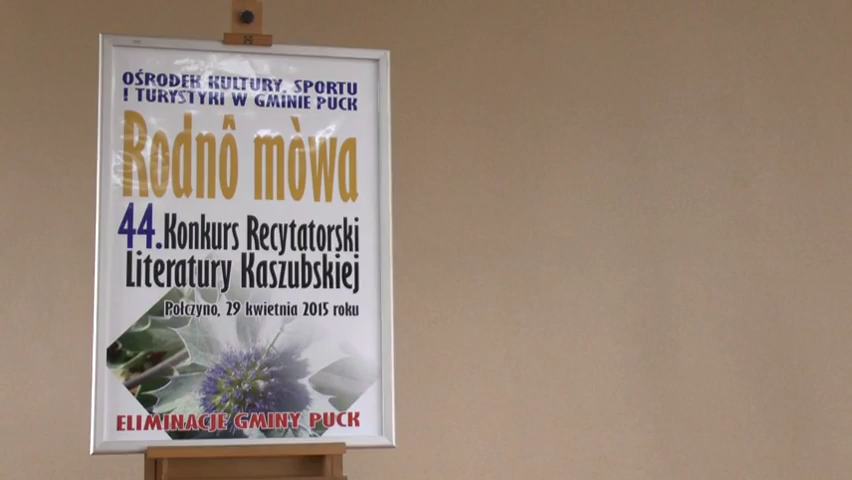 OŚRODEK KULTURY, SPORTU
I TURYSTYKI W GMINIE PUCK
Rodnô mòwa
44. Konkurs Recytatorski
Literatury Kaszubskiej
Połczyno, 29 kwietnia 2015 roku
ELIMINACJE GMINY PUCK